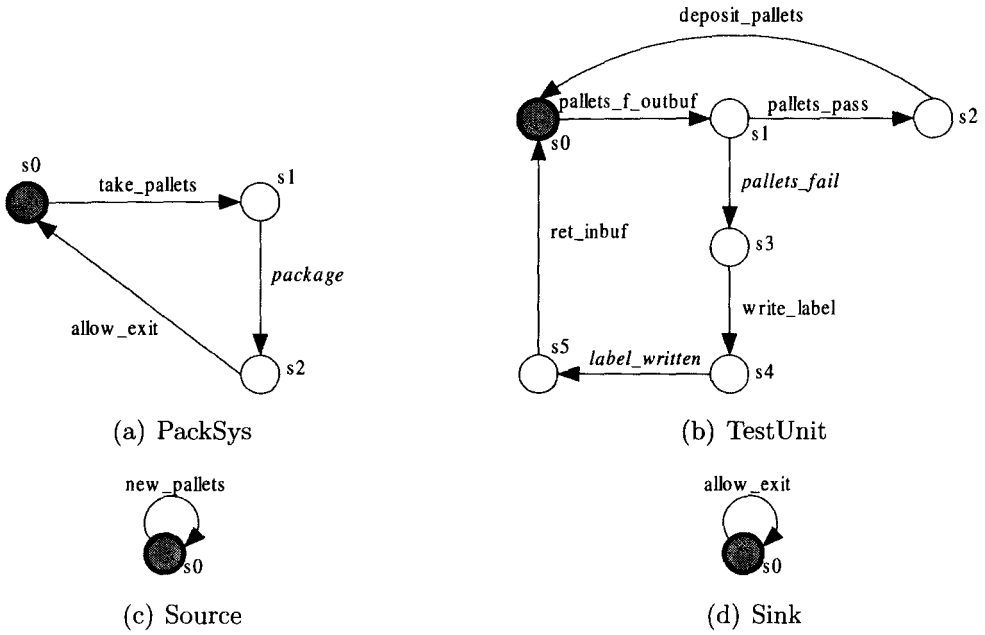 deposit_pallets
pallets_f_outbuf
pallets_pass
s0
s1
s2
s0
take_pallets
s1
pallets_fail
s3
package
ret_inbuf
write_label
allow_exit
s2
s5
label_written
s4
(a) PackSys
(b) TestUnit
new_pallets
s0
allow_exit
s0
(c) Source
(d) Sink